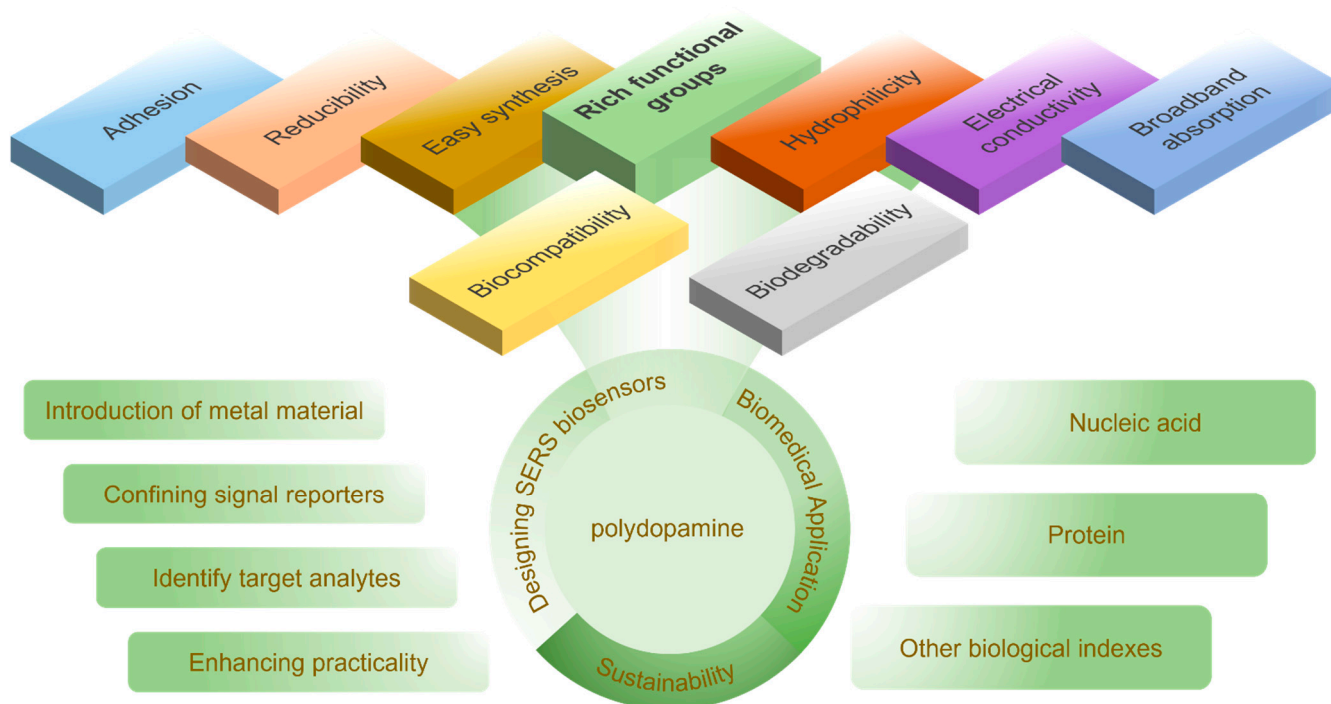 Adhesion
Reducibility
Easy synthesis
Rich functional
groups
Hydrophilicity
Electrical
conductivity
Broadband
absorption
Biocompatibility
Biodegradability
Introduction of metal material
Confining signal reporters
Identify target analytes
Enhancing practicality
Designing SERS biosensors
Biomedical Application
polydopamine
Sustainability
Nucleic acid
Protein
Other biological indexes